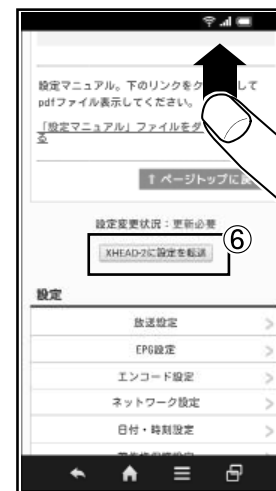 設定マニュアル。下のリンクをク
して
pdfファイル表示してください。
「設定マニュアル」ファイルをダ
る
⬆ ページトップに戻
設定変更状況：更新必要
⑥
XHEAD-2に設定を転送
設定
放送設定
EPG設定
エンコード設定
ネットワーク設定
日付・時刻設定